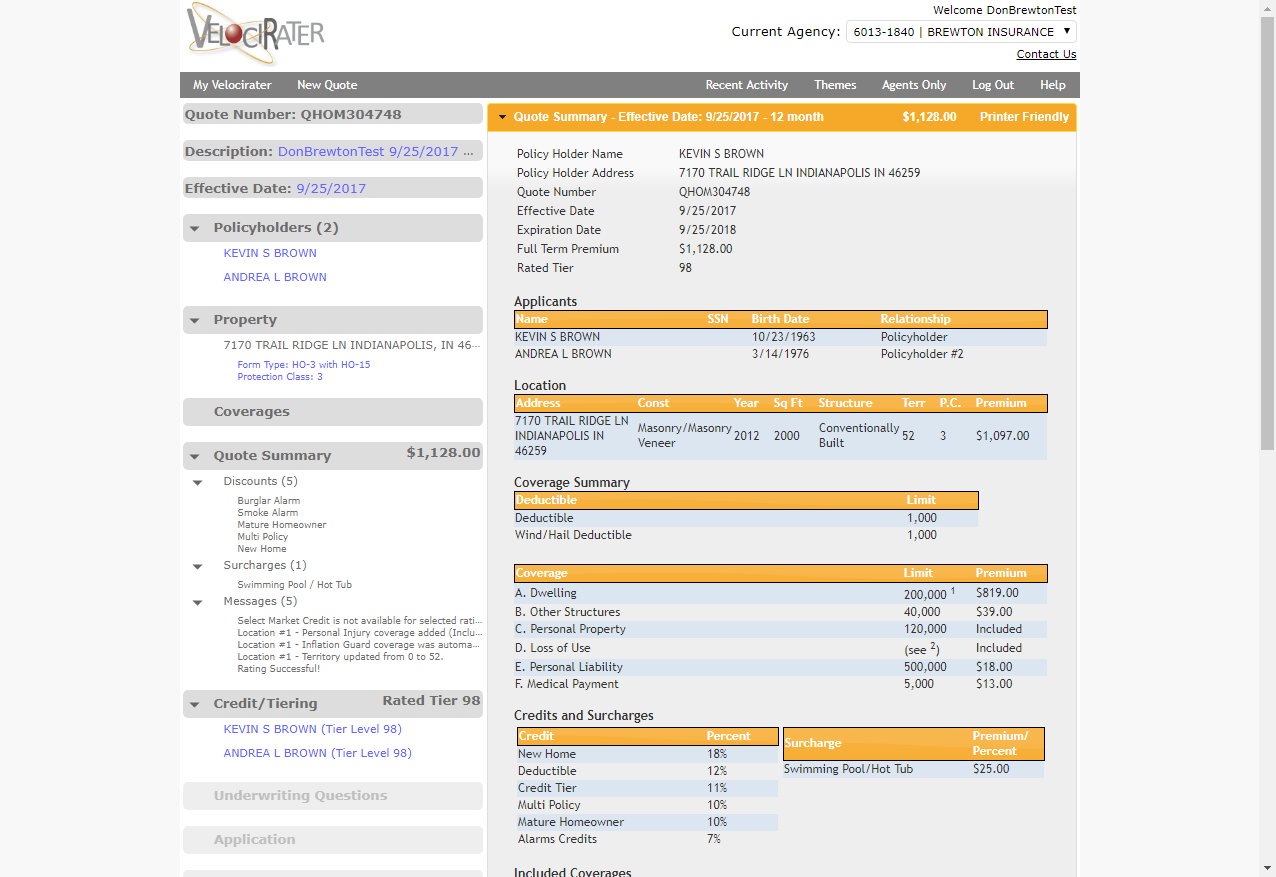 VELOCIRATER
Welcome DonBrewtonTest
Current Agency: 6013-1840 | BREWTON INSURANCE
Contact Us
My Velocirater New Quote Recent Activity Themes Agents Only Log Out Help
Quote Number: QHOM304748
Description: DonBrewtonTest 9/25/2017 ...
Effective Date: 9/25/2017
Policyholders (2)
KEVIN S BROWN
ANDREA L BROWN
Property
7170 TRAIL RIDGE LN INDIANAPOLIS, IN 46...
Form Type: HO-3 with HO-15
Protection Class: 3
Coverages
Quote Summary $1,128.00
Discounts (5)
Burglar Alarm
Smoke Alarm
Mature Homeowner
Multi Policy
New Home
Surcharges (1)
Swimming Pool / Hot Tub
Messages (5)
Select Market Credit is not available for selected rati...
Location #1 - Personal Injury coverage added (Inclu...
Location #1 - Inflation Guard coverage was automa...
Location #1 - Territory updated from 0 to 52.
Rating Successful!
Credit/Tiering Rated Tier 98
KEVIN S BROWN (Tier Level 98)
ANDREA L BROWN (Tier Level 98)
Underwriting Questions
Application
Quote Summary - Effective Date: 9/25/2017 - 12 month $1,128.00 Printer Friendly
Policy Holder Name KEVIN S BROWN
Policy Holder Address 7170 TRAIL RIDGE LN INDIANAPOLIS IN 46259
Quote Number QHOM304748
Effective Date 9/25/2017
Expiration Date 9/25/2018
Full Term Premium $1,128.00
Rated Tier 98
Applicants
Name SSN Birth Date Relationship
KEVIN S BROWN 10/23/1963 Policyholder
ANDREA L BROWN 3/14/1976 Policyholder #2
Location
Address Const Year Sq Ft Structure Terr P.C. Premium
7170 TRAIL RIDGE LN
INDIANAPOLIS IN
46259
Masonry/Masonry
Veneer
2012 2000
Conventionally
Built
52 3 $1,097.00
Coverage Summary
Deductible Limit
Deductible 1,000
Wind/Hail Deductible 1,000
Coverage Limit Premium
A. Dwelling 200,000 1 $819.00
B. Other Structures 40,000 $39.00
C. Personal Property 120,000 Included
D. Loss of Use (see 2) Included
E. Personal Liability 500,000 $18.00
F. Medical Payment 5,000 $13.00
Credits and Surcharges
Credit Percent
New Home 18%
Deductible 12%
Credit Tier 11%
Multi Policy 10%
Mature Homeowner 10%
Alarms Credits 7%
Surcharge Premium/
Percent
Swimming Pool/Hot Tub $25.00
Included Coverages